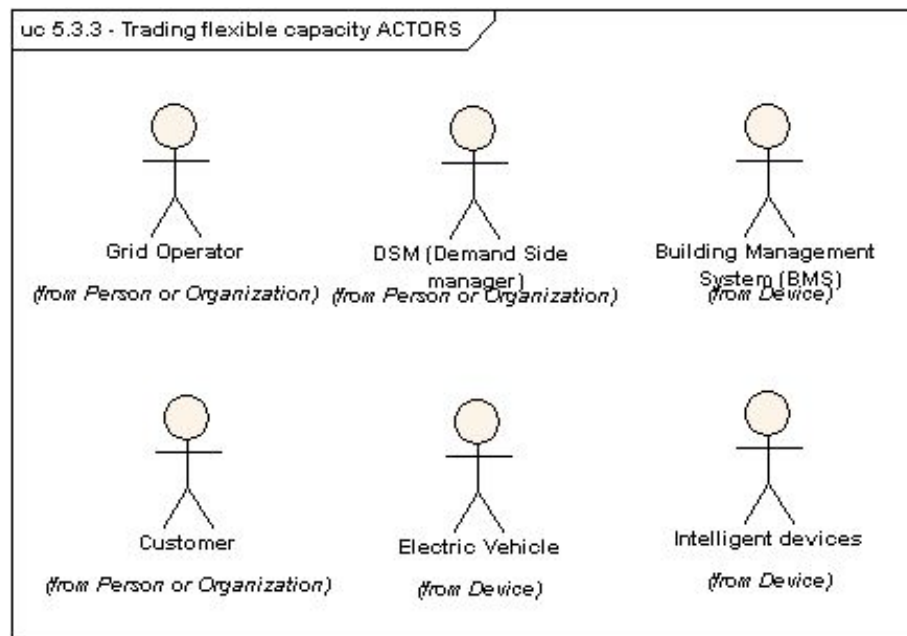 uc 5.3.3 - Trading flexible capacity ACTORS
Grid Operator
(from Person or Organization)
DSM (Demand Side
manager)
(from Person or Organization)
Building Management
System (BMS)
(from Device)
Customer
(from Person or Organization)
Electric Vehicle
(from Device)
Intelligent devices
(from Device)